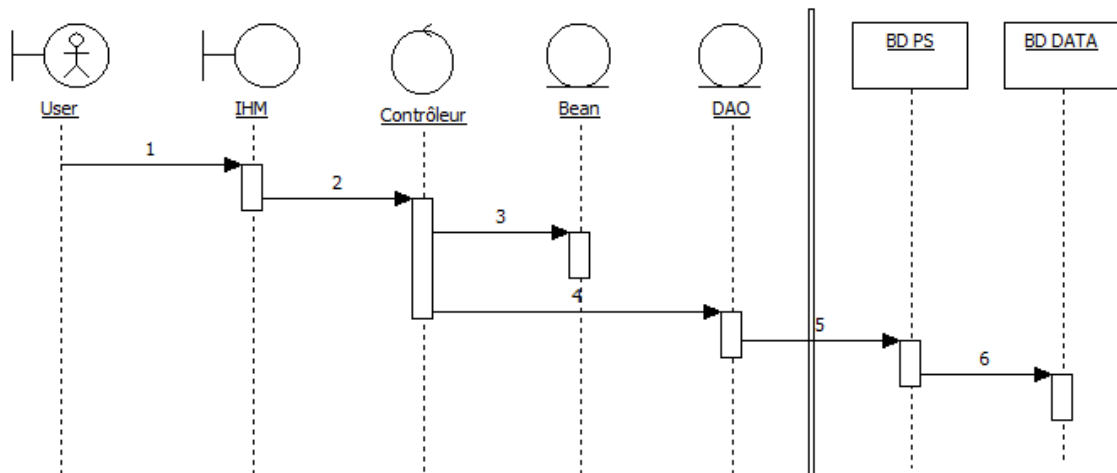 BD PS
BD DATA
User
IHM
Contrôleur
Bean
DAO
1
2
3
4
5
6